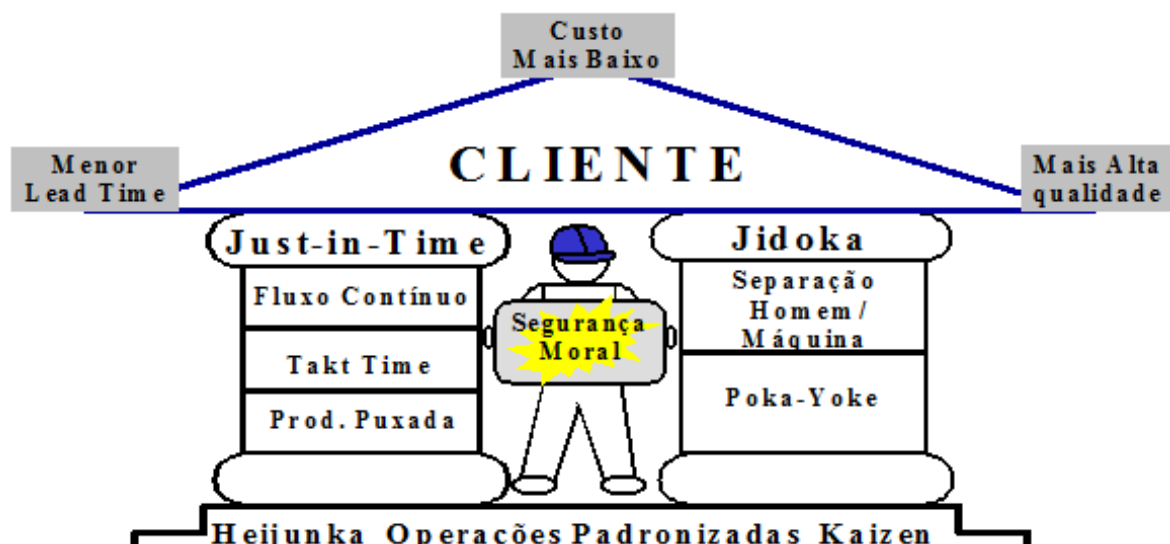 Custo
Mais Baixo
Menor
Lead Time
CLIENTE
Mais Alta
qualidade
Just-in-Time
Fluxo Contínuo
Takt Time
Prod. Puxada
Segurança
Moral
Jidoka
Separação
Homem/
Máquina
Poka-Yoke
Heijunka Operações Padronizadas Kaizen